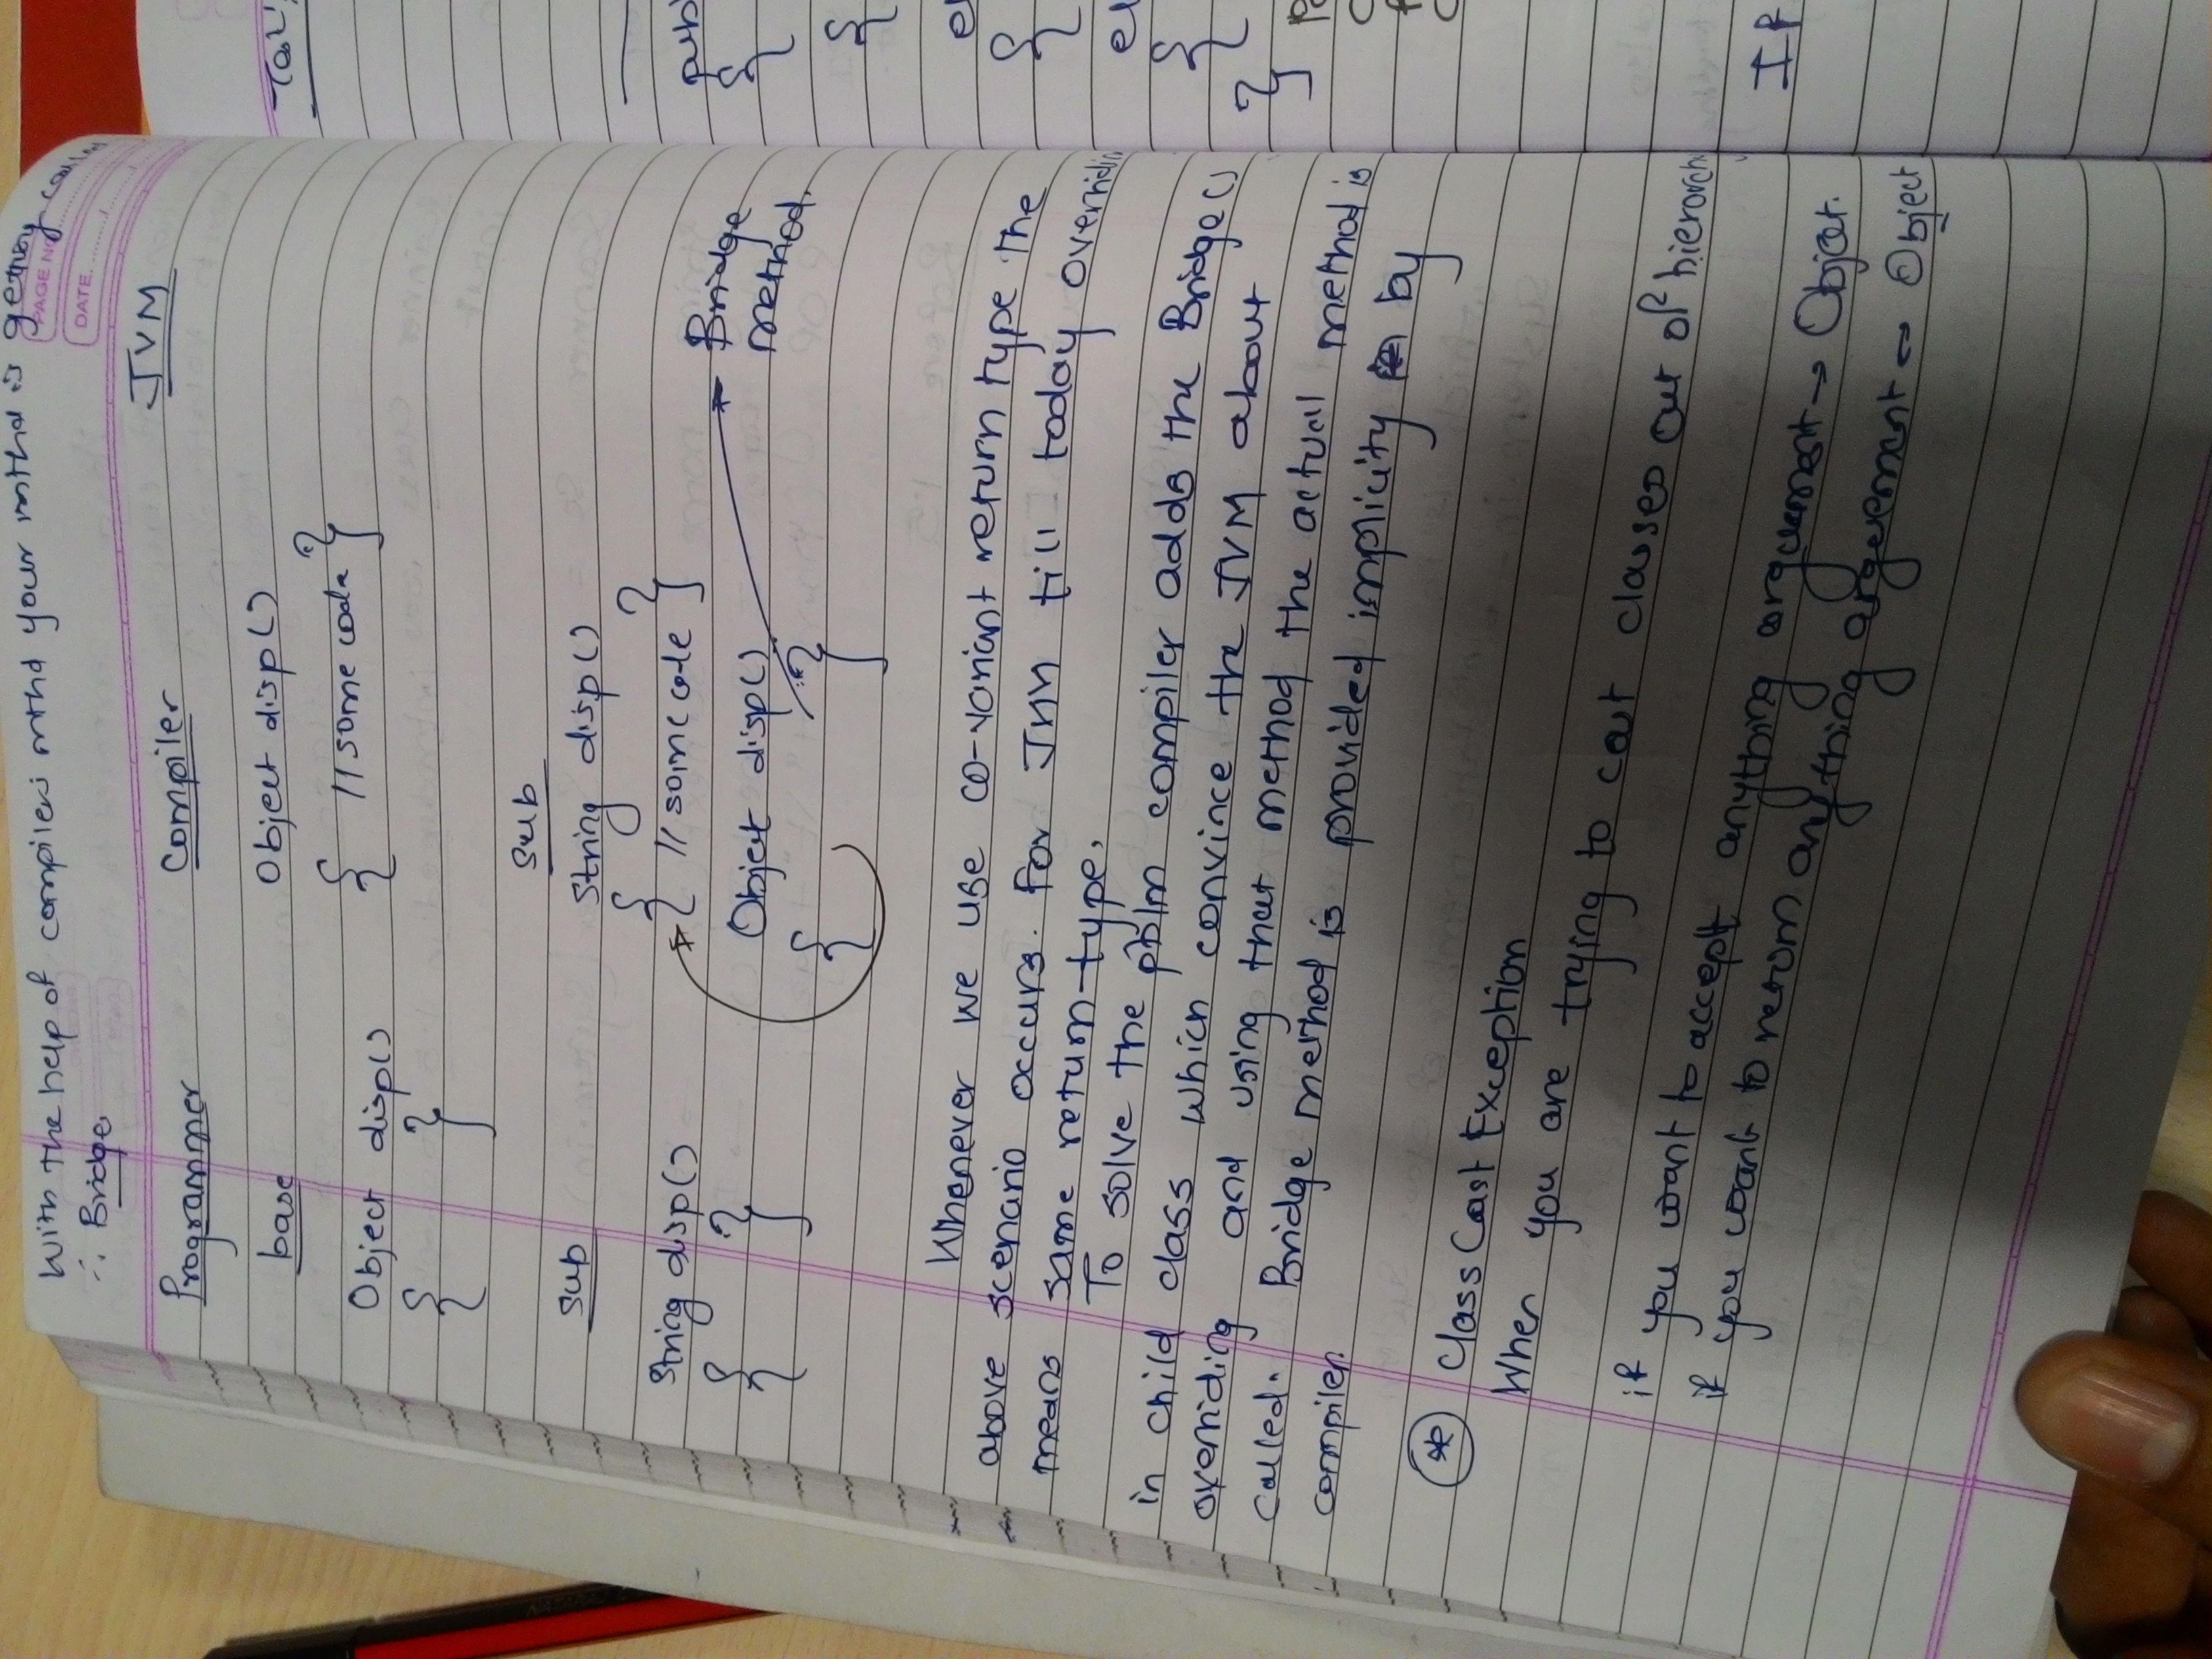 With the help of compilers mthd your mthd is getting called
PAGE NO.
DATE.
∴ Bridge
Programmer Compiler JVM
base Object disp()
{ //some code }
Object disp()
{ }
sub
sub
String disp()
{ //some code }
String disp()
{ }
Object disp()
{ }
Bridge
method.
Whenever we use co-variant return type the
above scenario occurs. For JVM till today overridin
means same return-type.
To solve the pblm compiler adds the Bridge()
in child class which convince the JVM about
overriding and using that method the actual method is
called. Bridge method is provided implicity by
compiler.
* Class Cast Exception
When you are trying to cast classes out of hierorchy
if you want to accept anything arguement → Object.
if you want to return anything arguement → Object
pub
{
{
el
{
el
{
}
If